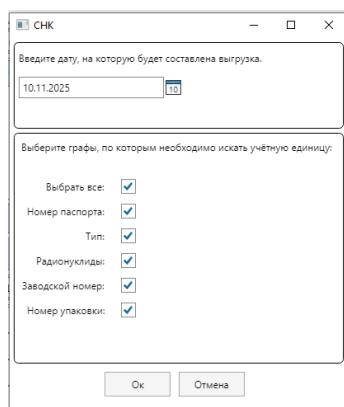 СНК
Введите дату, на которую будет составлена выгрузка.
10.11.2025
10
Выберите графы, по которым необходимо искать учётную единицу:
Выбрать все:
Номер паспорта:
Тип:
Радионуклиды:
Заводской номер:
Номер упаковки:
Ок Отмена